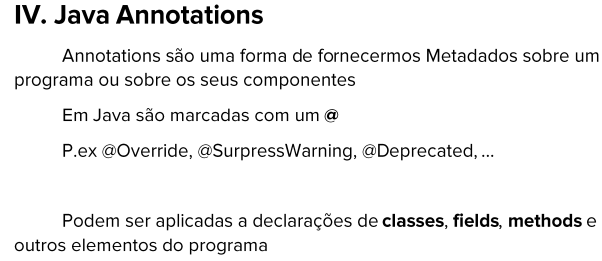 IV. Java Annotations
Annotations são uma forma de fornecermos Metadados sobre um
programa ou sobre os seus componentes
Em Java são marcadas com um @
P.ex @Override, @SurpressWarning, @Deprecated, ...
Podem ser aplicadas a declarações de classes, fields, methods e
outros elementos do programa